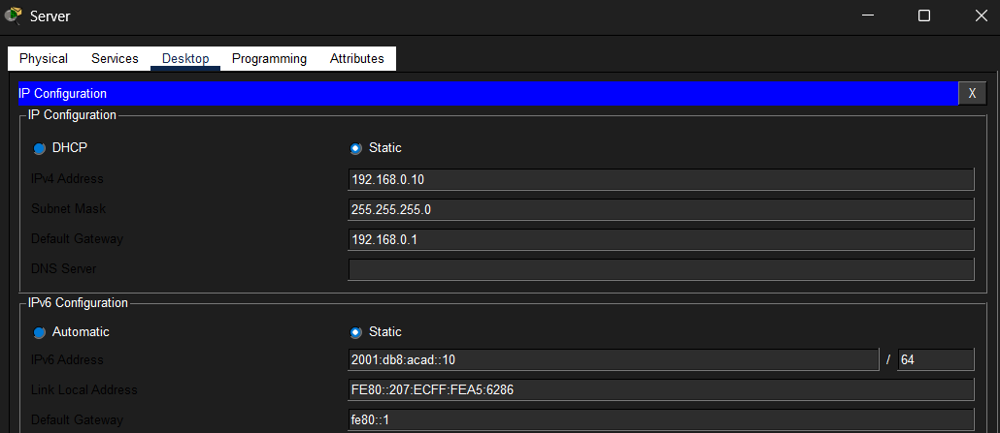 Server
Physical Services Desktop Programming Attributes
IP Configuration X
IP Configuration
DHCP Static
IPv4 Address 192.168.0.10
Subnet Mask 255.255.255.0
Default Gateway 192.168.0.1
DNS Server
IPv6 Configuration
Automatic Static
IPv6 Address 2001:db8:acad::10 / 64
Link Local Address FE80::207:ECFF:FEA5:6286
Default Gateway fe80::1